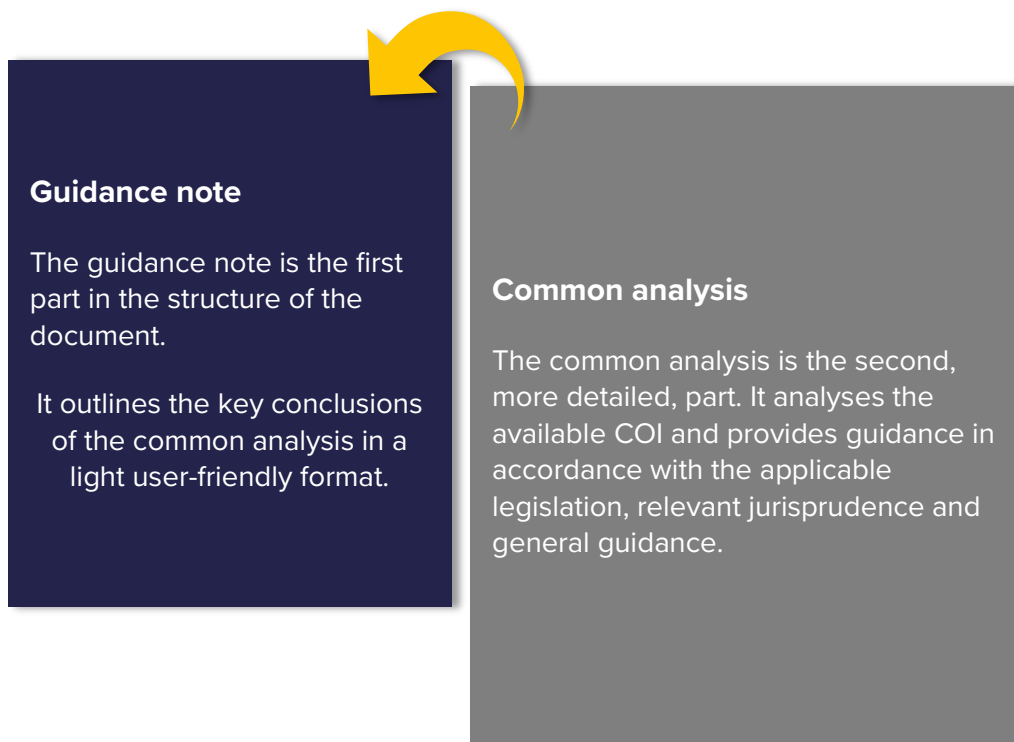 Guidance note
The guidance note is the first
part in the structure of the
document.
It outlines the key conclusions
of the common analysis in a
light user-friendly format.
Common analysis
The common analysis is the second,
more detailed, part. It analyses the
available COI and provides guidance in
accordance with the applicable
legislation, relevant jurisprudence and
general guidance.